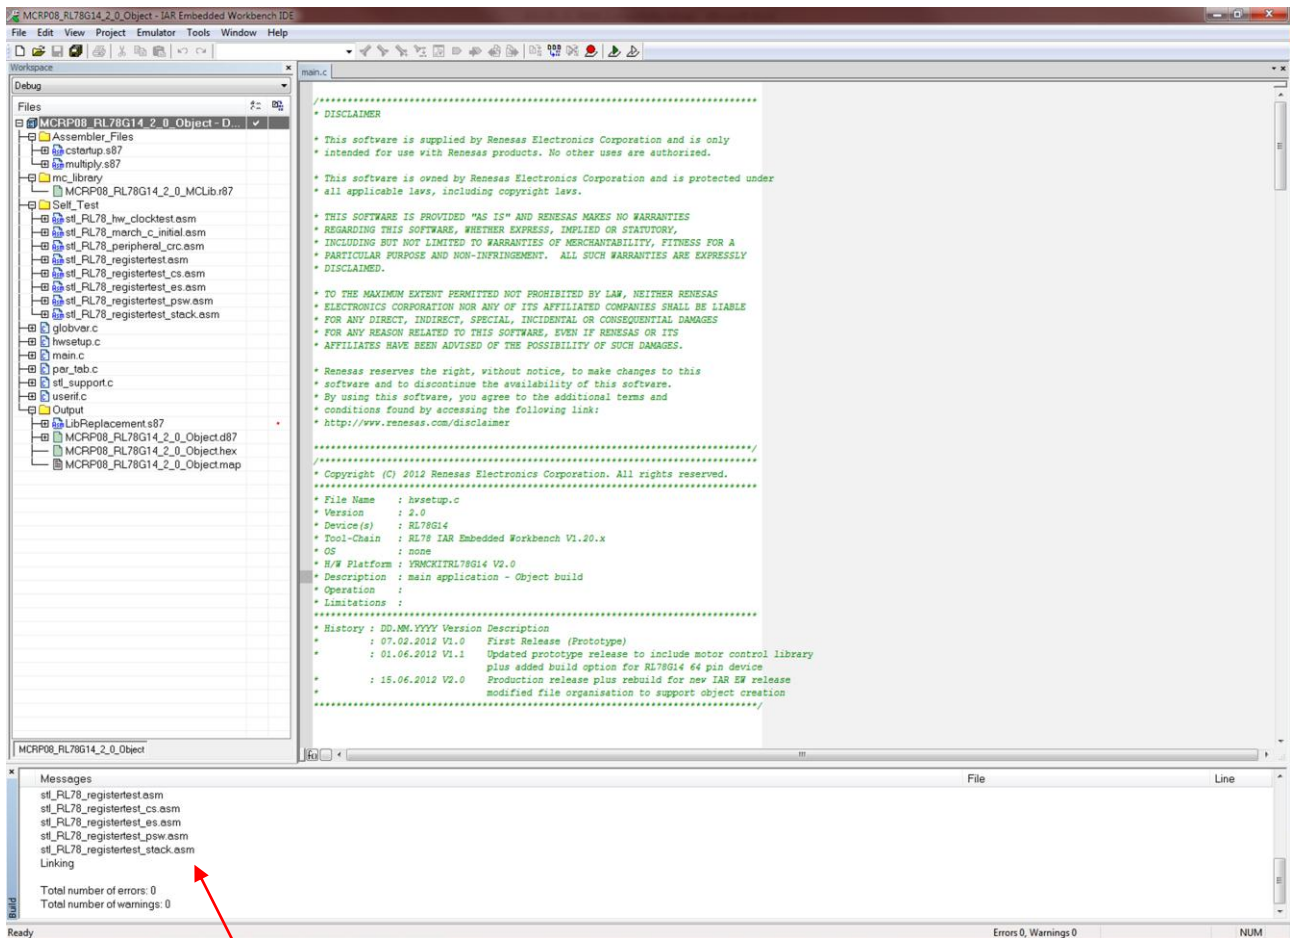 MCRP08_RL78G14_2_0_Object - IAR Embedded Workbench IDE
File Edit View Project Emulator Tools Window Help
Workspace
Debug
Files
MCRP08_RL78G14_2_0_Object - D...
Assembler_Files
cstartup.s87
multiply.s87
mc_library
MCRP08_RL78G14_2_0_MCLib.r87
Self_Test
stl_RL78_hw_clocktest.asm
stl_RL78_march_c_initial.asm
stl_RL78_peripheral_crc.asm
stl_RL78_registertest.asm
stl_RL78_registertest_cs.asm
stl_RL78_registertest_es.asm
stl_RL78_registertest_psw.asm
stl_RL78_registertest_stack.asm
globvar.c
hwsetup.c
main.c
par_tab.c
stl_support.c
userif.c
Output
LibReplacement.s87
MCRP08_RL78G14_2_0_Object.d87
MCRP08_RL78G14_2_0_Object.hex
MCRP08_RL78G14_2_0_Object.map
MCRP08_RL78G14_2_0_Object
main.c
* DISCLAIMER
* This software is supplied by Renesas Electronics Corporation and is only
* intended for use with Renesas products. No other uses are authorized.
* This software is owned by Renesas Electronics Corporation and is protected under
* all applicable laws, including copyright laws.
* THIS SOFTWARE IS PROVIDED "AS IS" AND RENESAS MAKES NO WARRANTIES
* REGARDING THIS SOFTWARE, WHETHER EXPRESS, IMPLIED OR STATUTORY,
* INCLUDING BUT NOT LIMITED TO WARRANTIES OF MERCHANTABILITY, FITNESS FOR A
* PARTICULAR PURPOSE AND NON-INFRINGEMENT. ALL SUCH WARRANTIES ARE EXPRESSLY
* DISCLAIMED.
* TO THE MAXIMUM EXTENT PERMITTED NOT PROHIBITED BY LAW, NEITHER RENESAS
* ELECTRONICS CORPORATION NOR ANY OF ITS AFFILIATED COMPANIES SHALL BE LIABLE
* FOR ANY DIRECT, INDIRECT, SPECIAL, INCIDENTAL OR CONSEQUENTIAL DAMAGES
* FOR ANY REASON RELATED TO THIS SOFTWARE, EVEN IF RENESAS OR ITS
* AFFILIATES HAVE BEEN ADVISED OF THE POSSIBILITY OF SUCH DAMAGES.
* Renesas reserves the right, without notice, to make changes to this
* software and to discontinue the availability of this software.
* By using this software, you agree to the additional terms and
* conditions found by accessing the following link:
* http://www.renesas.com/disclaimer
* Copyright (C) 2012 Renesas Electronics Corporation. All rights reserved.
* File Name : hwsetup.c
* Version : 2.0
* Device(s) : RL78G14
* Tool-Chain : RL78 IAR Embedded Workbench V1.20.x
* OS : none
* H/W Platform : YRMCKITRL78G14 V2.0
* Description : main application - Object build
* Operation :
* Limitations :
* History : DD.MM.YYYY Version Description
* : 07.02.2012 V1.0 First Release (Prototype)
* : 01.06.2012 V1.1 Updated prototype release to include motor control library
plus added build option for RL78G14 64 pin device
* : 15.06.2012 V2.0 Production release plus rebuild for new IAR EW release
* modified file organisation to support object creation
Messages File Line
stl_RL78_registertest.asm
stl_RL78_registertest_cs.asm
stl_RL78_registertest_es.asm
stl_RL78_registertest_psw.asm
stl_RL78_registertest_stack.asm
Linking
Total number of errors: 0
Total number of warnings: 0
Build
Ready Errors 0, Warnings 0 NUM